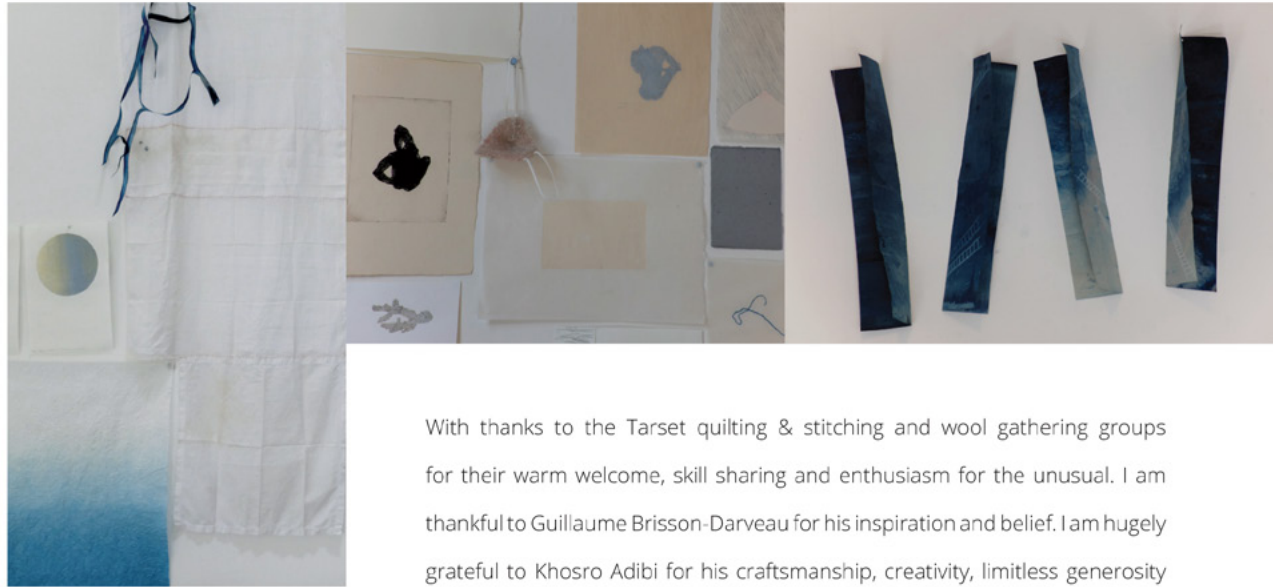 With thanks to the Tarset quilting & stitching and wool gathering groups
for their warm welcome, skill sharing and enthusiasm for the unusual. I am
thankful to Guillaume Brisson-Darveau for his inspiration and belief. I am hugely
grateful to Khosro Adibi for his craftsmanship, creativity, limitless generosity